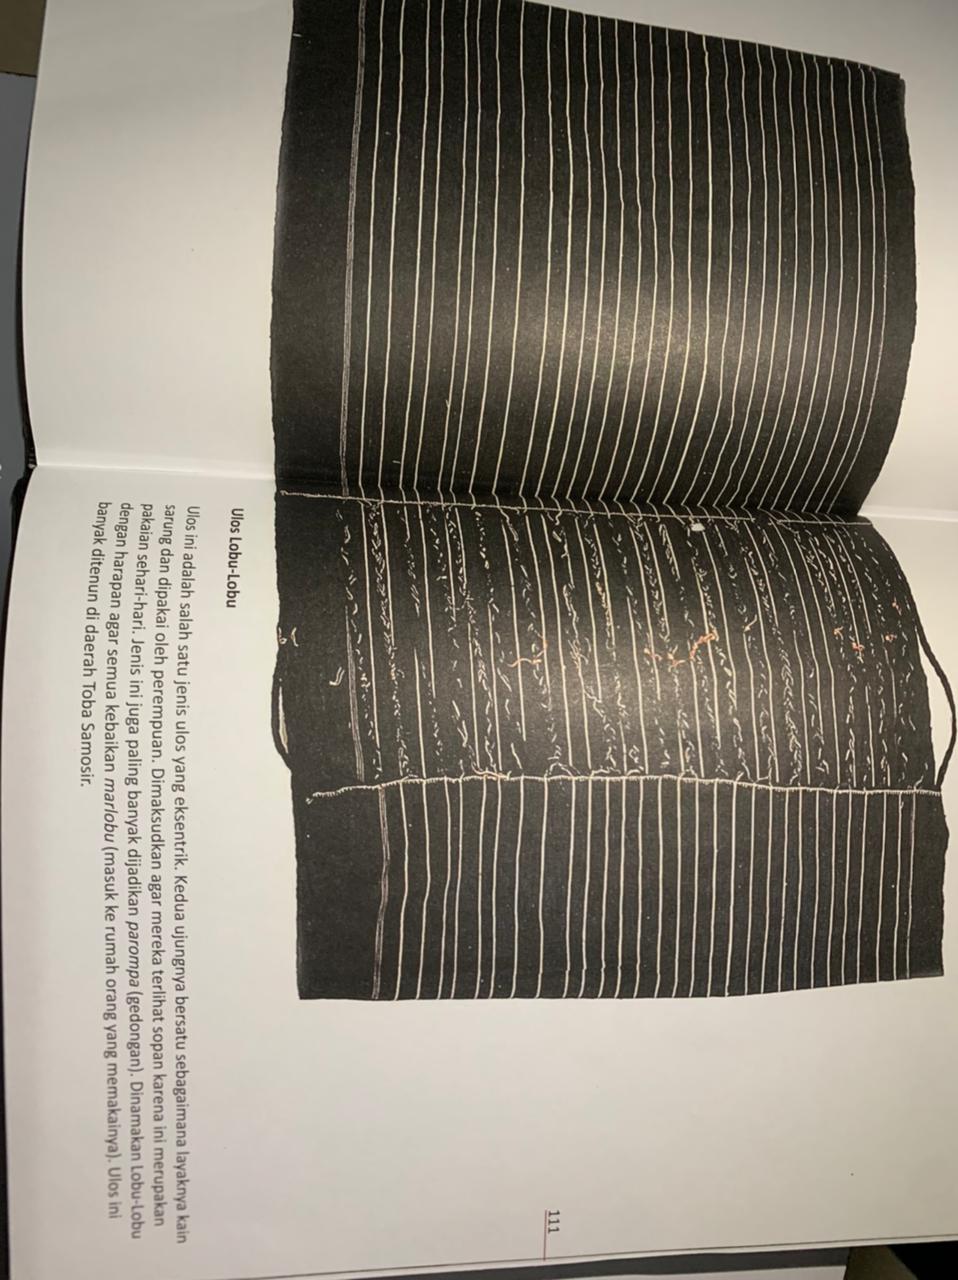 Ulos Lobu-Lobu
Ulos ini adalah salah satu jenis ulos yang eksentrik. Kedua ujungnya bersatu sebagaimana layaknya kain
sarung dan dipakai oleh perempuan. Dimaksudkan agar mereka terlihat sopan karena ini merupakan
pakaian sehari-hari. Jenis ini juga paling banyak dijadikan parompa (gedongan). Dinamakan Lobu-Lobu
dengan harapan agar semua kebaikan marlobu (masuk ke rumah orang yang memakainya). Ulos ini
banyak ditenun di daerah Toba Samosir.
111